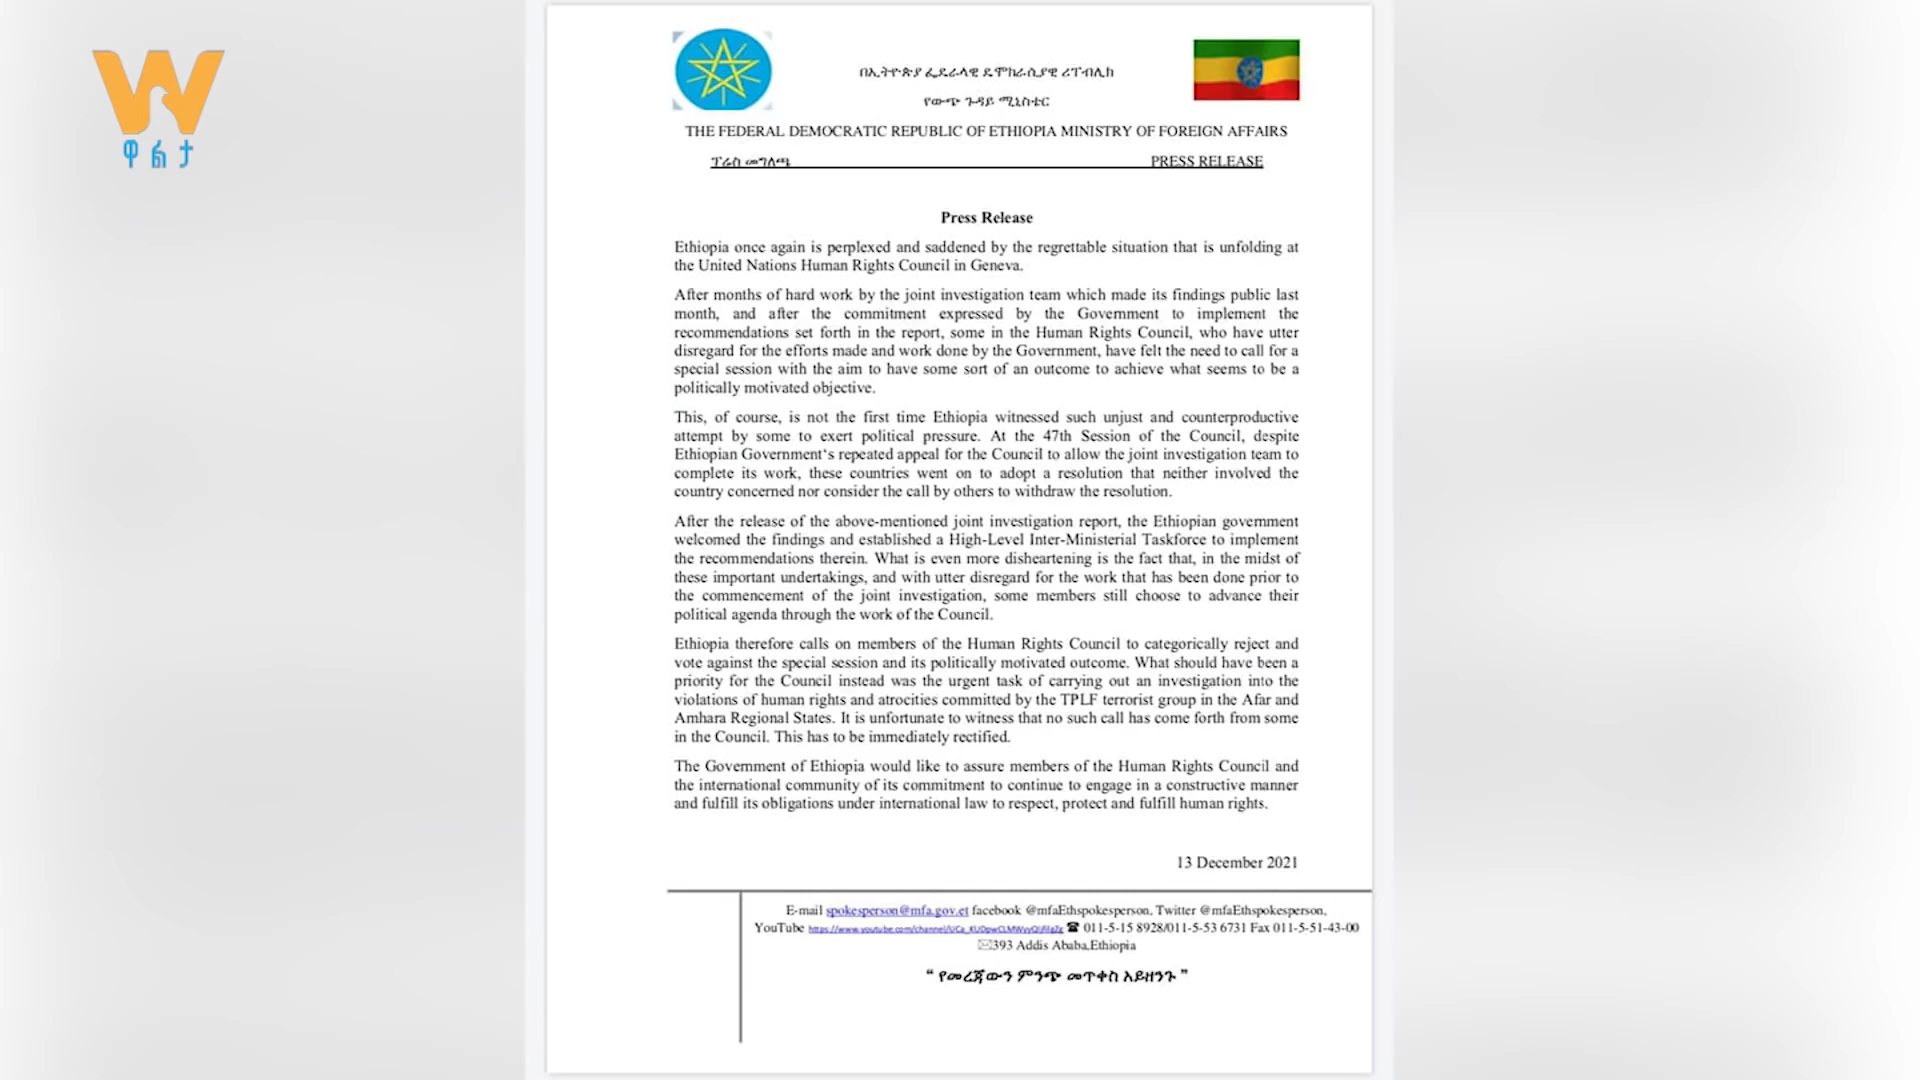 ዋልታ
በኢትዮጵያ ፌዴራላዊ ዴሞክራሲያዊ ሪፐብሊክ
የውጭ ጉዳይ ሚኒስቴር
THE FEDERAL DEMOCRATIC REPUBLIC OF ETHIOPIA MINISTRY OF FOREIGN AFFAIRS
ፕሬስ መግለጫ PRESS RELEASE
Press Release
Ethiopia once again is perplexed and saddened by the regrettable situation that is unfolding at
the United Nations Human Rights Council in Geneva.
After months of hard work by the joint investigation team which made its findings public last
month, and after the commitment expressed by the Government to implement the
recommendations set forth in the report, some in the Human Rights Council, who have utter
disregard for the efforts made and work done by the Government, have felt the need to call for a
special session with the aim to have some sort of an outcome to achieve what seems to be a
politically motivated objective.
This, of course, is not the first time Ethiopia witnessed such unjust and counterproductive
attempt by some to exert political pressure. At the 47th Session of the Council, despite
Ethiopian Government‘s repeated appeal for the Council to allow the joint investigation team to
complete its work, these countries went on to adopt a resolution that neither involved the
country concerned nor consider the call by others to withdraw the resolution.
After the release of the above-mentioned joint investigation report, the Ethiopian government
welcomed the findings and established a High-Level Inter-Ministerial Taskforce to implement
the recommendations therein. What is even more disheartening is the fact that, in the midst of
these important undertakings, and with utter disregard for the work that has been done prior to
the commencement of the joint investigation, some members still choose to advance their
political agenda through the work of the Council.
Ethiopia therefore calls on members of the Human Rights Council to categorically reject and
vote against the special session and its politically motivated outcome. What should have been a
priority for the Council instead was the urgent task of carrying out an investigation into the
violations of human rights and atrocities committed by the TPLF terrorist group in the Afar and
Amhara Regional States. It is unfortunate to witness that no such call has come forth from some
in the Council. This has to be immediately rectified.
The Government of Ethiopia would like to assure members of the Human Rights Council and
the international community of its commitment to continue to engage in a constructive manner
and fulfill its obligations under international law to respect, protect and fulfill human rights.
13 December 2021
E-mail spokesperson@mfa.gov.et facebook @mfaEthspokesperson, Twitter @mfaEthspokesperson,
YouTube ☎ 011-5-15 8928/011-5-53 6731 Fax 011-5-51-43-00
✉393 Addis Ababa,Ethiopia
“ የመረጃውን ምንጭ መጥቀስ አይዘንጉ ”